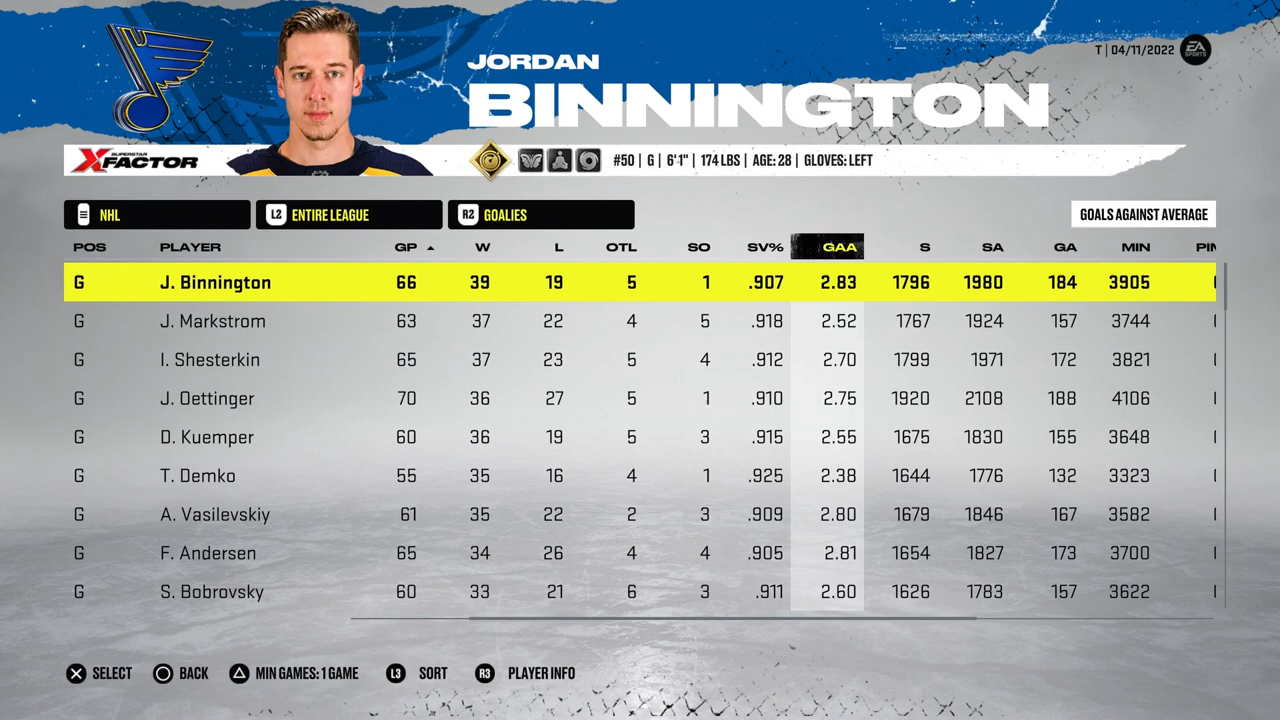 JORDAN
BINNINGTON
T | 04/11/2022 EA SPORTS
SUPERSTAR
X FACTOR
#50 | G | 6'1" | 174 LBS | AGE: 28 | GLOVES: LEFT
NHL L2 ENTIRE LEAGUE R2 GOALIES GOALS AGAINST AVERAGE
POS PLAYER GP W L OTL SO SV% GAA S SA GA MIN
G J. Binnington 66 39 19 5 1 .907 2.83 1796 1980 184 3905
G J. Markstrom 63 37 22 4 5 .918 2.52 1767 1924 157 3744
G I. Shesterkin 65 37 23 5 4 .912 2.70 1799 1971 172 3821
G J. Oettinger 70 36 27 5 1 .910 2.75 1920 2108 188 4106
G D. Kuemper 60 36 19 5 3 .915 2.55 1675 1830 155 3648
G T. Demko 55 35 16 4 1 .925 2.38 1644 1776 132 3323
G A. Vasilevskiy 61 35 22 2 3 .909 2.80 1679 1846 167 3582
G F. Andersen 65 34 26 4 4 .905 2.81 1654 1827 173 3700
G S. Bobrovsky 60 33 21 6 3 .911 2.60 1626 1783 157 3622
SELECT BACK MIN GAMES: 1 GAME L3 SORT R3 PLAYER INFO